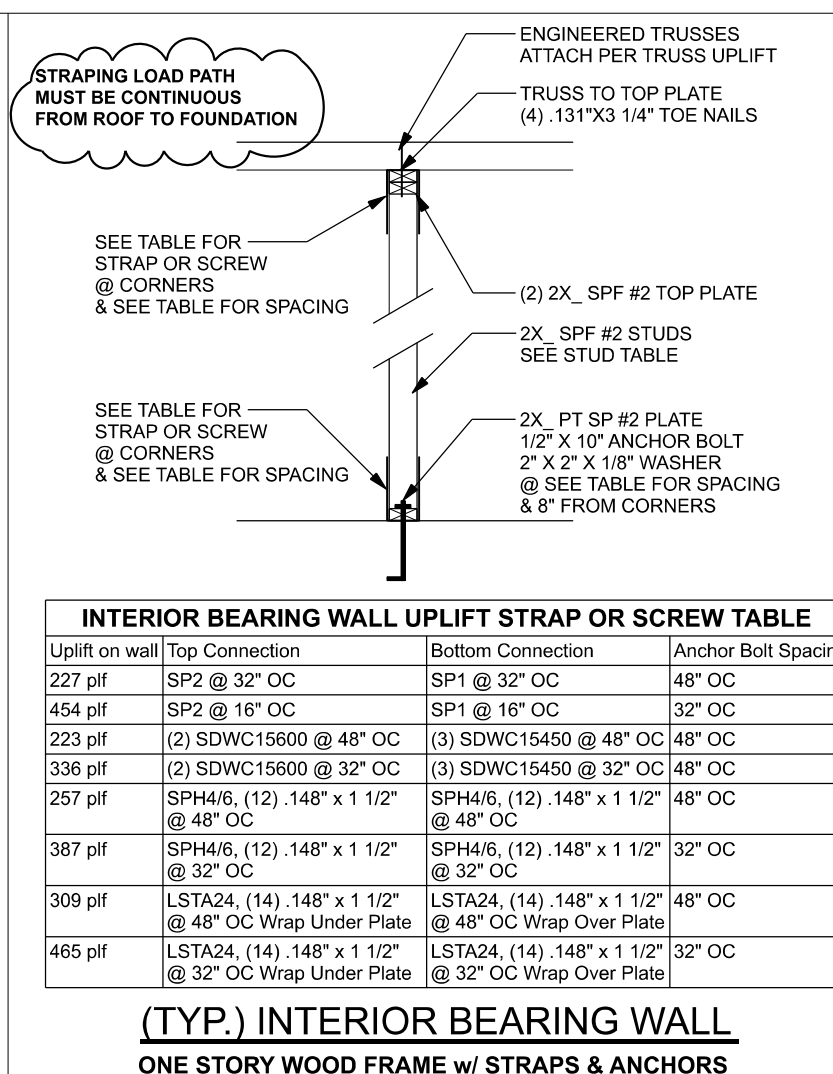 STRAPING LOAD PATH
MUST BE CONTINUOUS
FROM ROOF TO FOUNDATION
ENGINEERED TRUSSES
ATTACH PER TRUSS UPLIFT
TRUSS TO TOP PLATE
(4) .131"X3 1/4" TOE NAILS
SEE TABLE FOR
STRAP OR SCREW
@ CORNERS
& SEE TABLE FOR SPACING
(2) 2X_ SPF #2 TOP PLATE
2X_ SPF #2 STUDS
SEE STUD TABLE
SEE TABLE FOR
STRAP OR SCREW
@ CORNERS
& SEE TABLE FOR SPACING
2X_ PT SP #2 PLATE
1/2" X 10" ANCHOR BOLT
2" X 2" X 1/8" WASHER
@ SEE TABLE FOR SPACING
& 8" FROM CORNERS
INTERIOR BEARING WALL UPLIFT STRAP OR SCREW TABLE
Uplift on wall Top Connection Bottom Connection Anchor Bolt Spacin
227 plf SP2 @ 32" OC SP1 @ 32" OC 48" OC
454 plf SP2 @ 16" OC SP1 @ 16" OC 32" OC
223 plf (2) SDWC15600 @ 48" OC (3) SDWC15450 @ 48" OC 48" OC
336 plf (2) SDWC15600 @ 32" OC (3) SDWC15450 @ 32" OC 48" OC
257 plf SPH4/6, (12) .148" x 1 1/2" SPH4/6, (12) .148" x 1 1/2" 48" OC
@ 48" OC @ 48" OC
387 plf SPH4/6, (12) .148" x 1 1/2" SPH4/6, (12) .148" x 1 1/2" 32" OC
@ 32" OC @ 32" OC
309 plf LSTA24, (14) .148" x 1 1/2" LSTA24, (14) .148" x 1 1/2" 48" OC
@ 48" OC Wrap Under Plate @ 48" OC Wrap Over Plate
465 plf LSTA24, (14) .148" x 1 1/2" LSTA24, (14) .148" x 1 1/2" 32" OC
@ 32" OC Wrap Under Plate @ 32" OC Wrap Over Plate
(TYP.) INTERIOR BEARING WALL
ONE STORY WOOD FRAME w/ STRAPS & ANCHORS